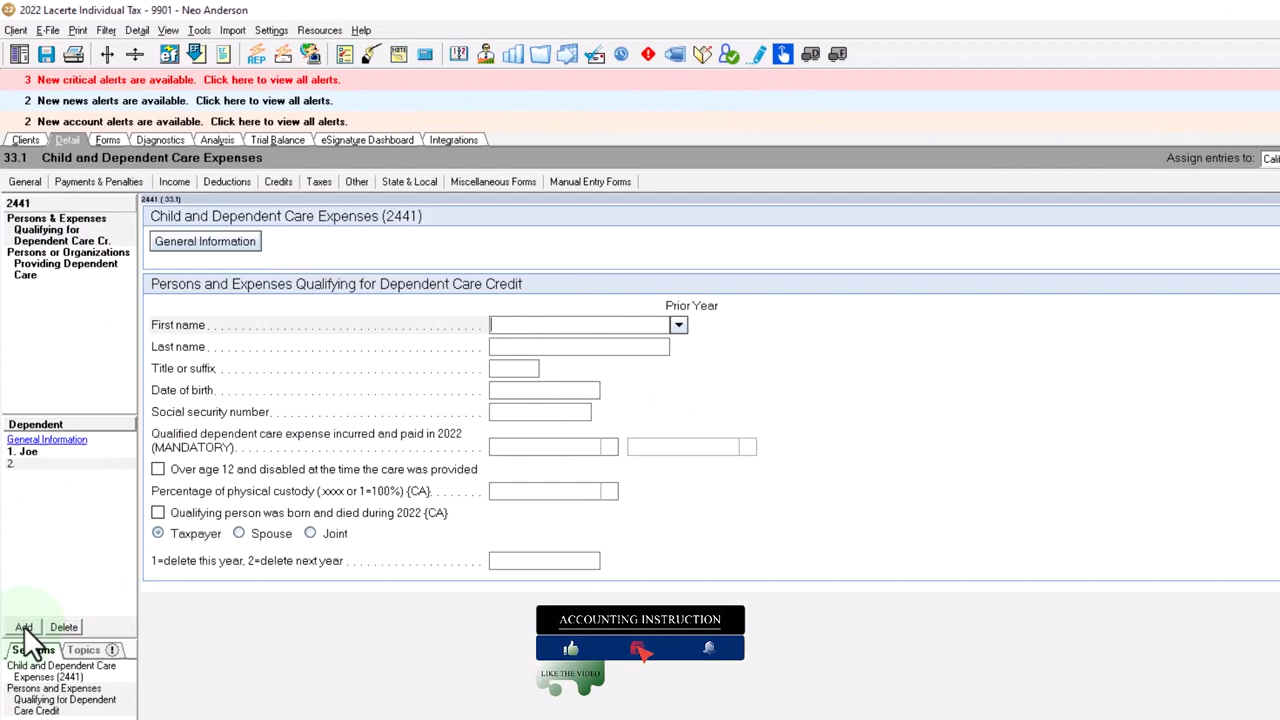 2022 Lacerte Individual Tax - 9901 - Neo Anderson
Client E-File Print Filter Detail View Tools Import Settings Resources Help
3 New critical alerts are available. Click here to view all alerts.
2 New news alerts are available. Click here to view all alerts.
2 New account alerts are available. Click here to view all alerts.
Clients Detail Forms Diagnostics Analysis Trial Balance eSignature Dashboard Integrations
33.1 Child and Dependent Care Expenses Assign entries to: Cali
General Payments & Penalties Income Deductions Credits Taxes Other State & Local Miscellaneous Forms Manual Entry Forms
2441
Persons & Expenses
Qualifying for
Dependent Care Cr.
Persons or Organizations
Providing Dependent
Care
Dependent
General Information
1. Joe
2.
Add Delete
Topics
Child and Dependent Care
Expenses (2441)
Persons and Expenses
Qualifying for Dependent
Care Credit
2441 ( 33.1)
Child and Dependent Care Expenses (2441)
General Information
Persons and Expenses Qualifying for Dependent Care Credit
Prior Year
First name
Last name
Title or suffix
Date of birth
Social security number
Qualified dependent care expense incurred and paid in 2022
(MANDATORY)
Over age 12 and disabled at the time the care was provided
Percentage of physical custody (.xxxx or 1=100%) {CA}
Qualifying person was born and died during 2022 {CA}
Taxpayer Spouse Joint
1=delete this year, 2=delete next year
ACCOUNTING INSTRUCTION
LIKE THE VIDEO